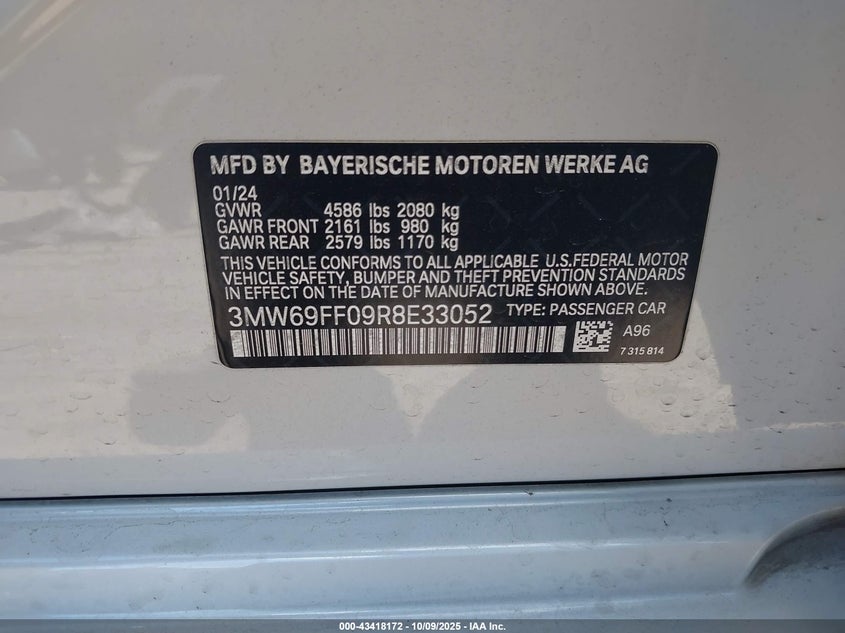 MFD BY BAYERISCHE MOTOREN WERKE AG
01/24
GVWR 4586 lbs 2080 kg
GAWR FRONT 2161 lbs 980 kg
GAWR REAR 2579 lbs 1170 kg
THIS VEHICLE CONFORMS TO ALL APPLICABLE U.S.FEDERAL MOTOR
VEHICLE SAFETY, BUMPER AND THEFT PREVENTION STANDARDS
IN EFFECT ON THE DATE OF MANUFACTURE SHOWN ABOVE.
3MW69FF09R8E33052 TYPE: PASSENGER CAR
A96
7 315 814
000-43418172 - 10/09/2025 - IAA Inc.